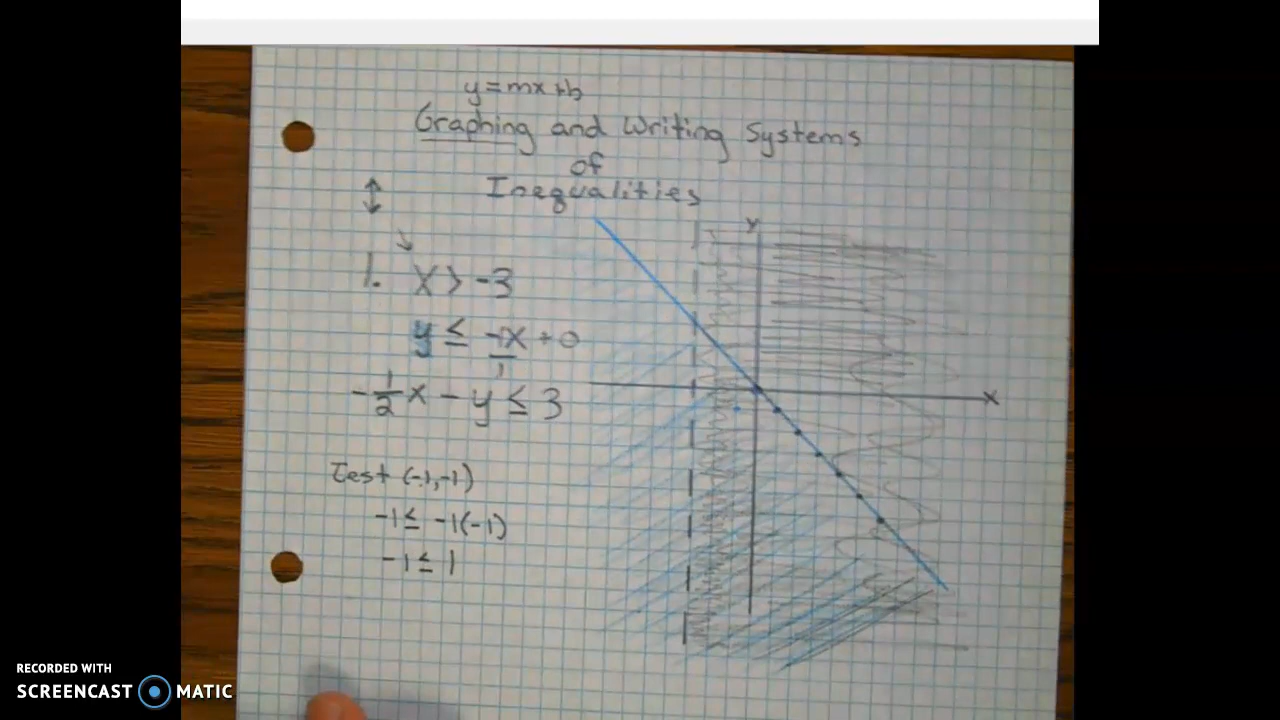 y=mx+b
Graphing and Writing Systems
of
Inequalities
1. x > -3
y ≤ -1x/1 + 0
-1/2x - y ≤ 3
Test (-1,-1)
-1 ≤ -1(-1)
-1 ≤ 1
y
x
RECORDED WITH
SCREENCAST MATIC